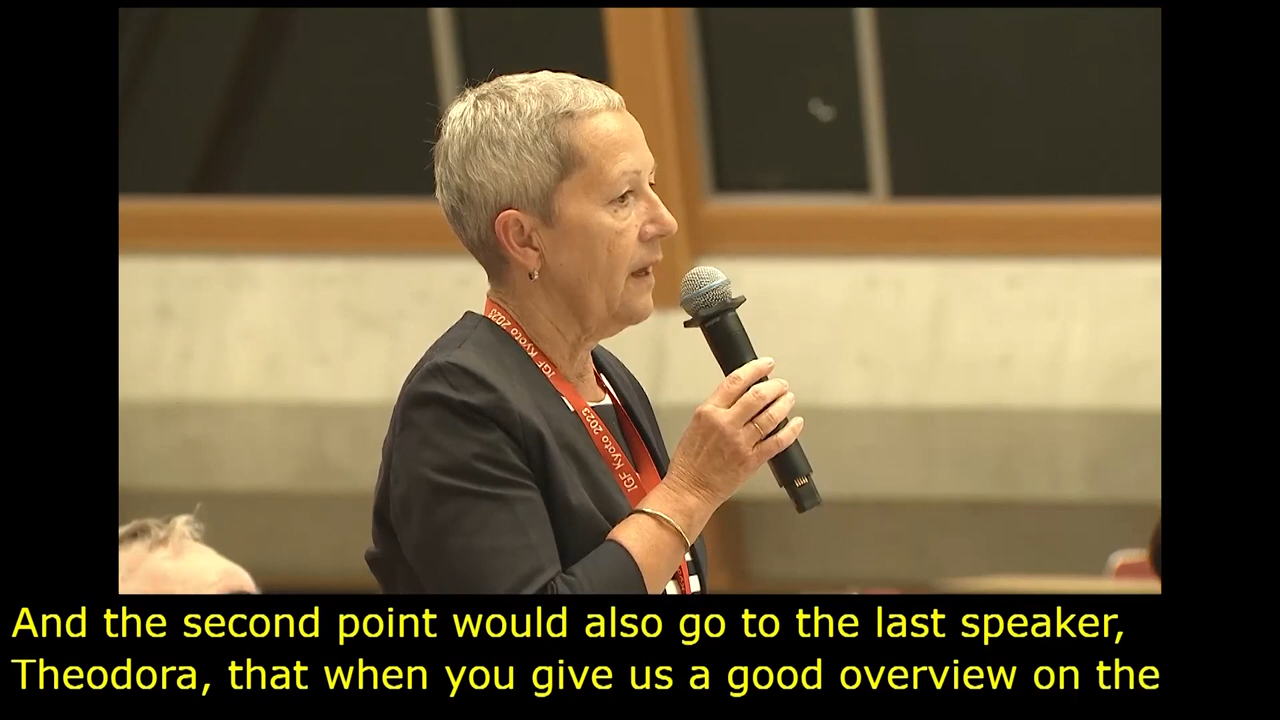 IGF Kyoto 2023
IGF Kyoto 2023
And the second point would also go to the last speaker,
Theodora, that when you give us a good overview on the